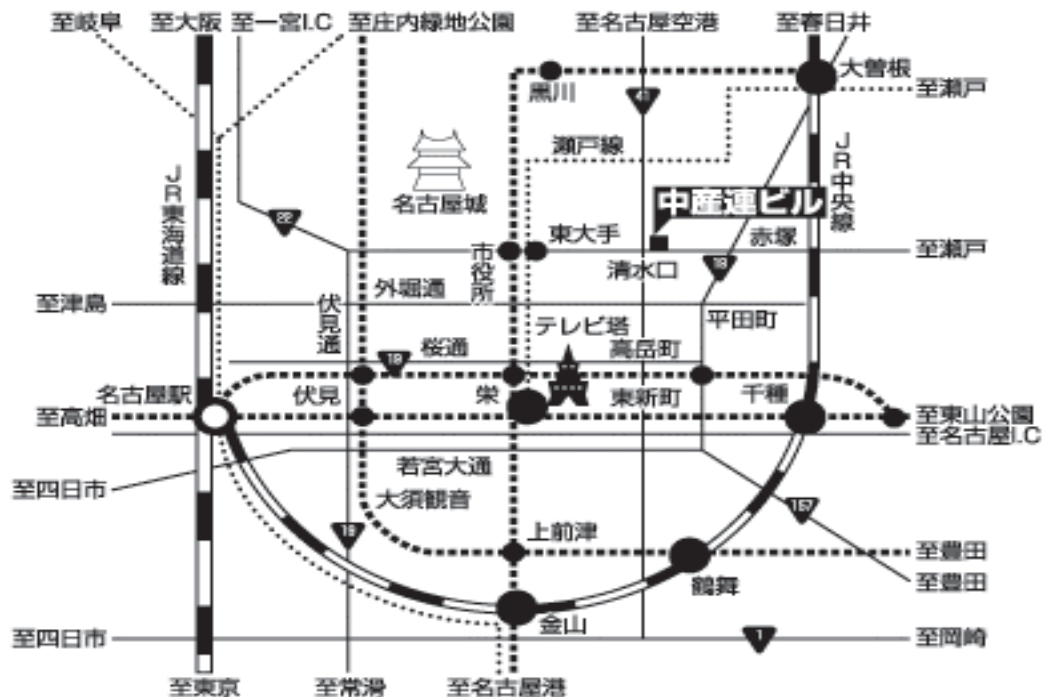 至岐阜
至大阪
至一宮I.C
至庄内緑地公園
至名古屋空港
至春日井
大曽根
黒川
至瀬戸
41
瀬戸線
JR中央線
JR東海道線
名古屋城
中産連ビル
22
東大手
赤塚
市役所
至瀬戸
清水口
19
外堀通
至津島
伏見通
平田町
テレビ塔
桜通
19
高岳町
名古屋駅
伏見
栄
東新町
千種
至高畑
至東山公園
至名古屋I.C
若宮大通
至四日市
大須観音
19
上前津
至豊田
鶴舞
至豊田
金山
至四日市
1
至岡崎
至東京
至常滑
至名古屋港